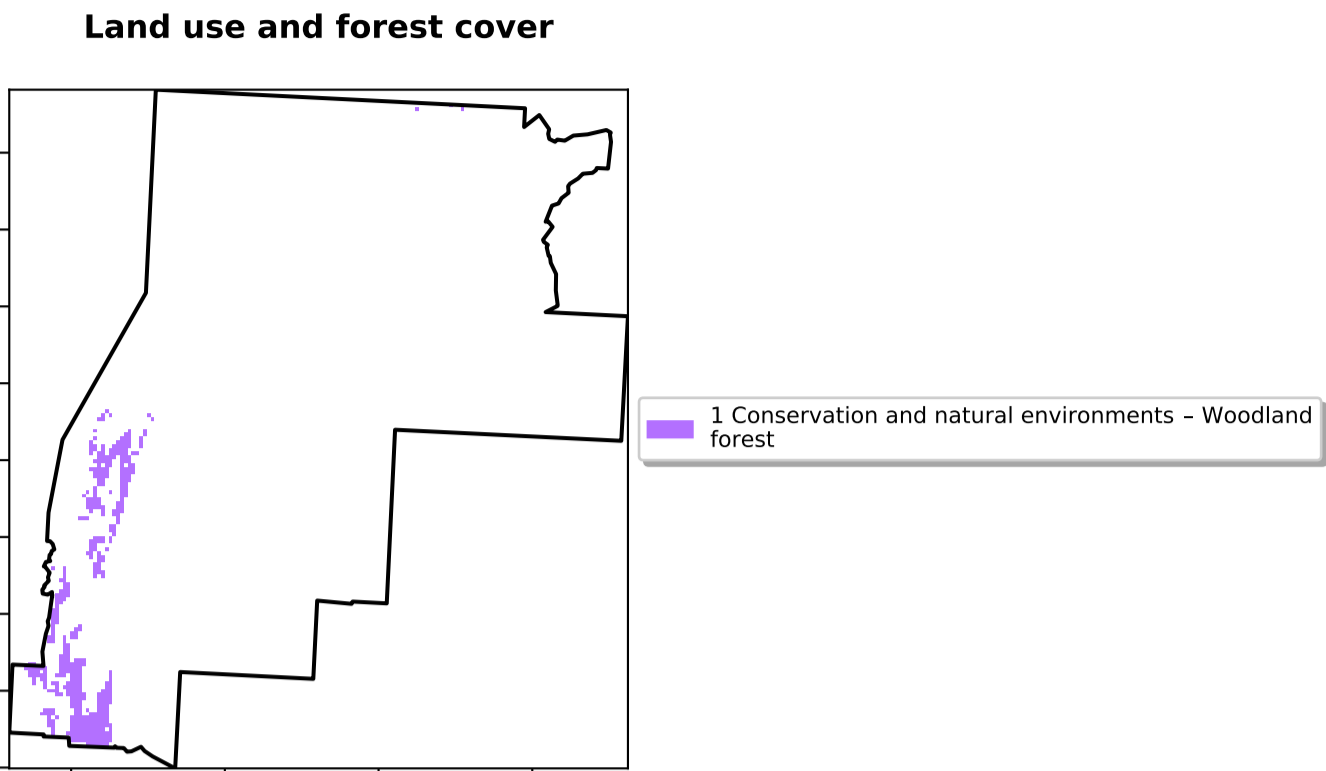 Land use and forest cover
1 Conservation and natural environments – Woodland
forest